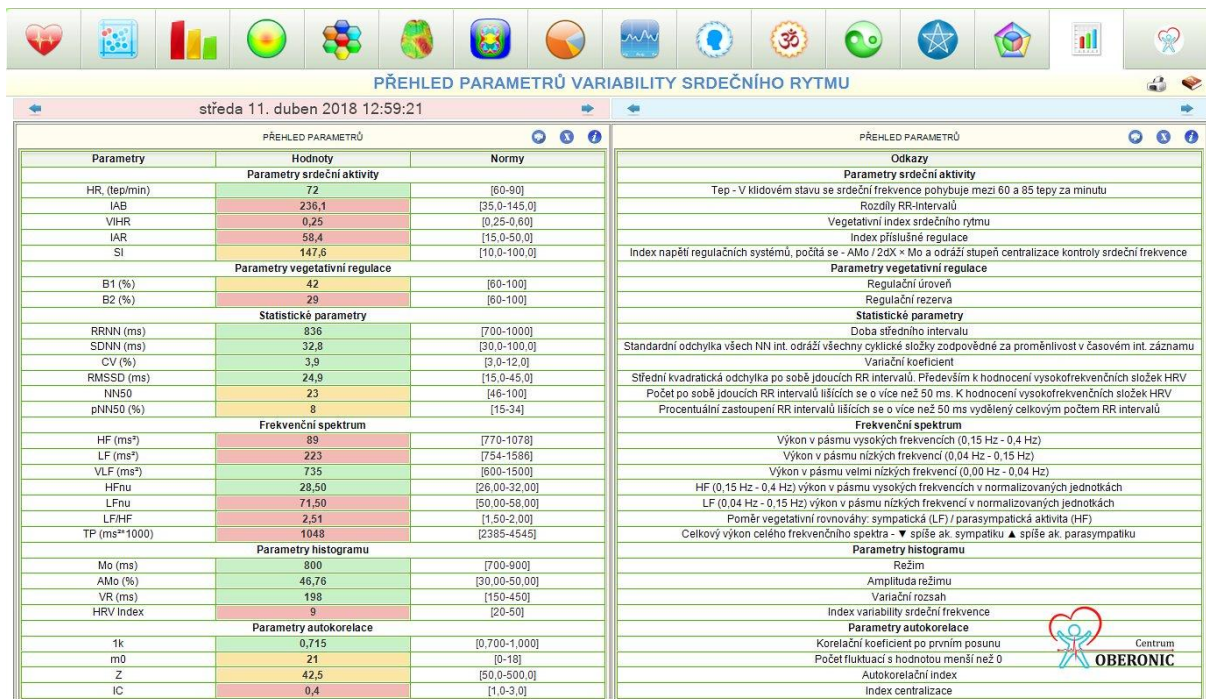 PŘEHLED PARAMETRŮ VARIABILITY SRDEČNÍHO RYTMU
středa 11. duben 2018 12:59:21
PŘEHLED PARAMETRŮ
Parametry Hodnoty Normy
Parametry srdeční aktivity
HR, (tep/min) 72 [60-90]
IAB 236,1 [35,0-145,0]
VIHR 0,25 [0,25-0,60]
IAR 58,4 [15,0-50,0]
SI 147,6 [10,0-100,0]
Parametry vegetativní regulace
B1 (%) 42 [60-100]
B2 (%) 29 [60-100]
Statistické parametry
RRNN (ms) 836 [700-1000]
SDNN (ms) 32,8 [30,0-100,0]
CV (%) 3,9 [3,0-12,0]
RMSSD (ms) 24,9 [15,0-45,0]
NN50 23 [46-100]
pNN50 (%) 8 [15-34]
Frekvenční spektrum
HF (ms²) 89 [770-1078]
LF (ms²) 223 [754-1586]
VLF (ms²) 735 [600-1500]
HFnu 28,50 [26,00-32,00]
LFnu 71,50 [50,00-58,00]
LF/HF 2,51 [1,50-2,00]
TP (ms²*1000) 1048 [2385-4545]
Parametry histogramu
Mo (ms) 800 [700-900]
AMo (%) 46,76 [30,00-50,00]
VR (ms) 198 [150-450]
HRV Index 9 [20-50]
Parametry autokorelace
1k 0,715 [0,700-1,000]
m0 21 [0-18]
Z 42,5 [50,0-500,0]
IC 0,4 [1,0-3,0]
PŘEHLED PARAMETRŮ
Odkazy
Parametry srdeční aktivity
Tep - V klidovém stavu se srdeční frekvence pohybuje mezi 60 a 85 tepy za minutu
Rozdíly RR-Intervalů
Vegetativní index srdečního rytmu
Index příslušné regulace
Index napětí regulačních systémů, počítá se - AMo / 2dX × Mo a odráží stupeň centralizace kontroly srdeční frekvence
Parametry vegetativní regulace
Regulační úroveň
Regulační rezerva
Statistické parametry
Doba středního intervalu
Standardní odchylka všech NN int. odráží všechny cyklické složky zodpovědné za proměnlivost v časovém int. záznamu
Variační koeficient
Střední kvadratická odchylka po sobě jdoucích RR intervalů. Především k hodnocení vysokofrekvenčních složek HRV
Počet po sobě jdoucích RR intervalů lišících se o více než 50 ms. K hodnocení vysokofrekvenčních složek HRV
Procentuální zastoupení RR intervalů lišících se o více než 50 ms vydělený celkovým počtem RR intervalů
Frekvenční spektrum
Výkon v pásmu vysokých frekvencích (0,15 Hz - 0,4 Hz)
Výkon v pásmu nízkých frekvencí (0,04 Hz - 0,15 Hz)
Výkon v pásmu velmi nízkých frekvencí (0,00 Hz - 0,04 Hz)
HF (0,15 Hz - 0,4 Hz) výkon v pásmu vysokých frekvencích v normalizovaných jednotkách
LF (0,04 Hz - 0,15 Hz) výkon v pásmu nízkých frekvencí v normalizovaných jednotkách
Poměr vegetativní rovnováhy: sympatická (LF) / parasympatická aktivita (HF)
Celkový výkon celého frekvenčního spektra - ▼ spíše ak. sympatiku ▲ spíše ak. parasympatiku
Parametry histogramu
Režim
Amplituda režimu
Variační rozsah
Index variability srdeční frekvence
Parametry autokorelace
Korelační koeficient po prvním posunu
Počet fluktuací s hodnotou menší než 0
Autokorelační index
Index centralizace
Centrum
OBERONIC